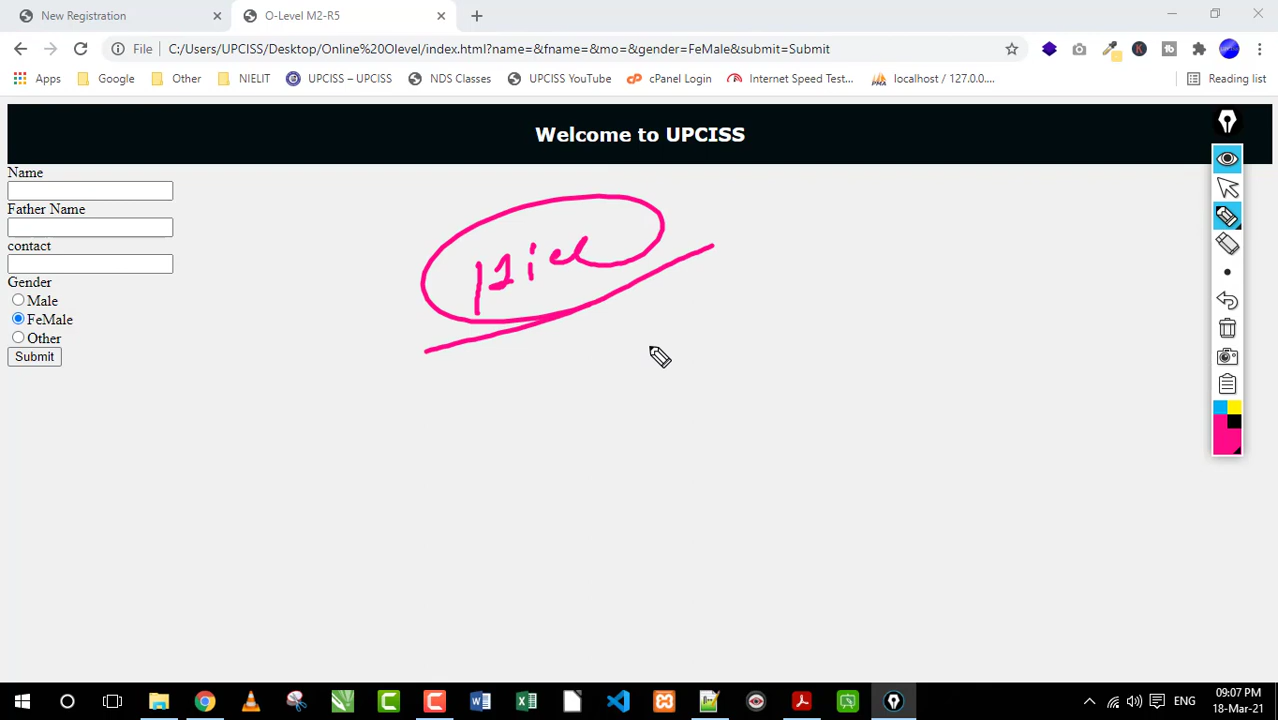 New Registration
O-Level M2-R5
File
C:/Users/UPCISS/Desktop/Online%20Olevel/index.html?name=&fname=&mo=&gender=FeMale&submit=Submit
Apps
Google
Other
NIELIT
UPCISS – UPCISS
NDS Classes
UPCISS YouTube
cPanel Login
Internet Speed Test...
localhost / 127.0.0....
Reading list
Welcome to UPCISS
Name
Father Name
contact
Gender
Male
FeMale
Other
Submit
ENG
09:07 PM
18-Mar-21